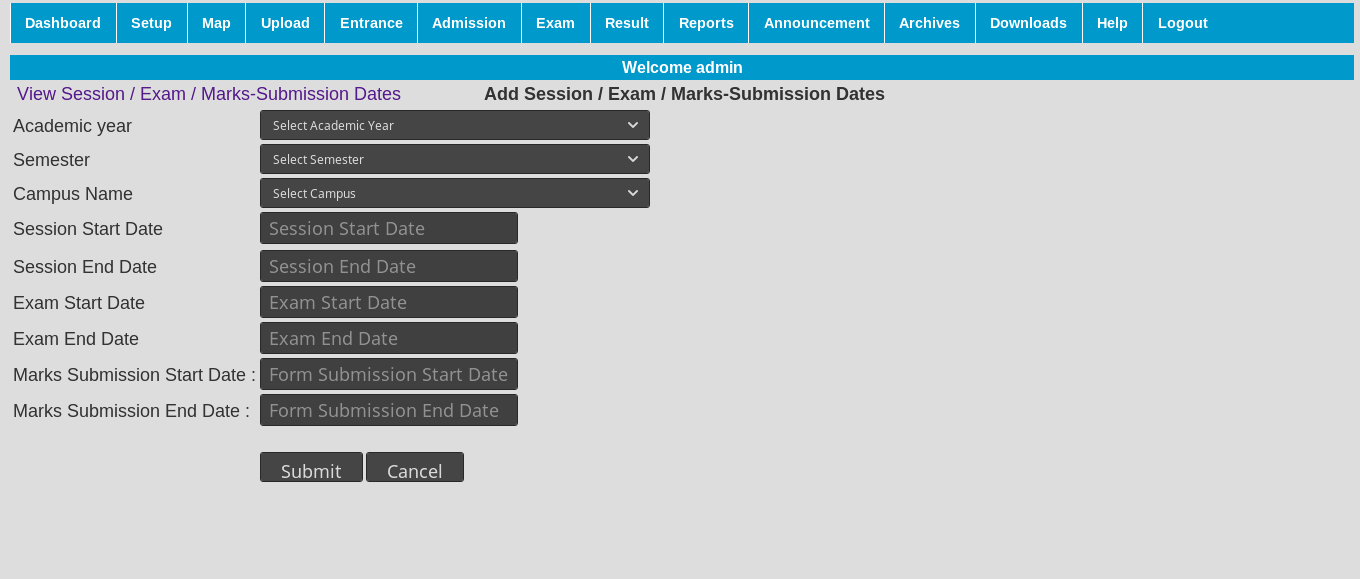 Dashboard Setup Map Upload Entrance Admission Exam Result Reports Announcement Archives Downloads Help Logout
Welcome admin
View Session / Exam / Marks-Submission Dates Add Session / Exam / Marks-Submission Dates
Academic year Select Academic Year
Semester Select Semester
Campus Name Select Campus
Session Start Date Session Start Date
Session End Date Session End Date
Exam Start Date Exam Start Date
Exam End Date Exam End Date
Marks Submission Start Date : Form Submission Start Date
Marks Submission End Date : Form Submission End Date
Submit Cancel